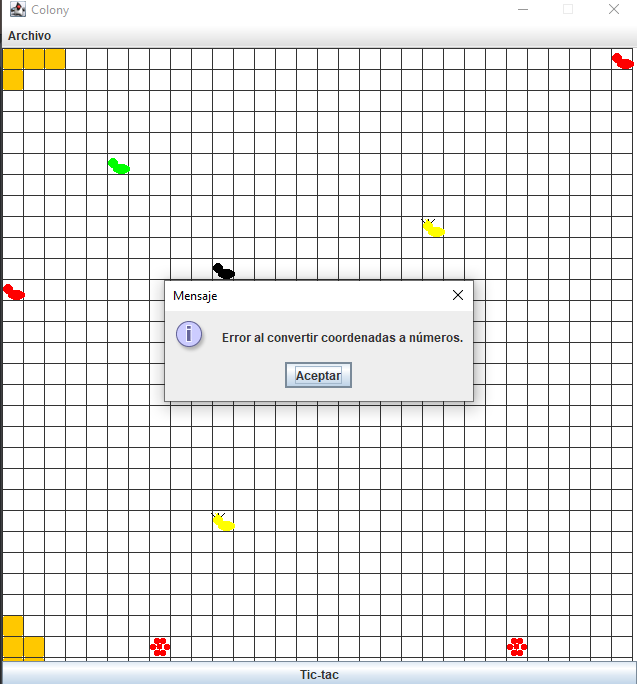 Colony
Archivo
Mensaje
Error al convertir coordenadas a números.
Aceptar
Tic-tac